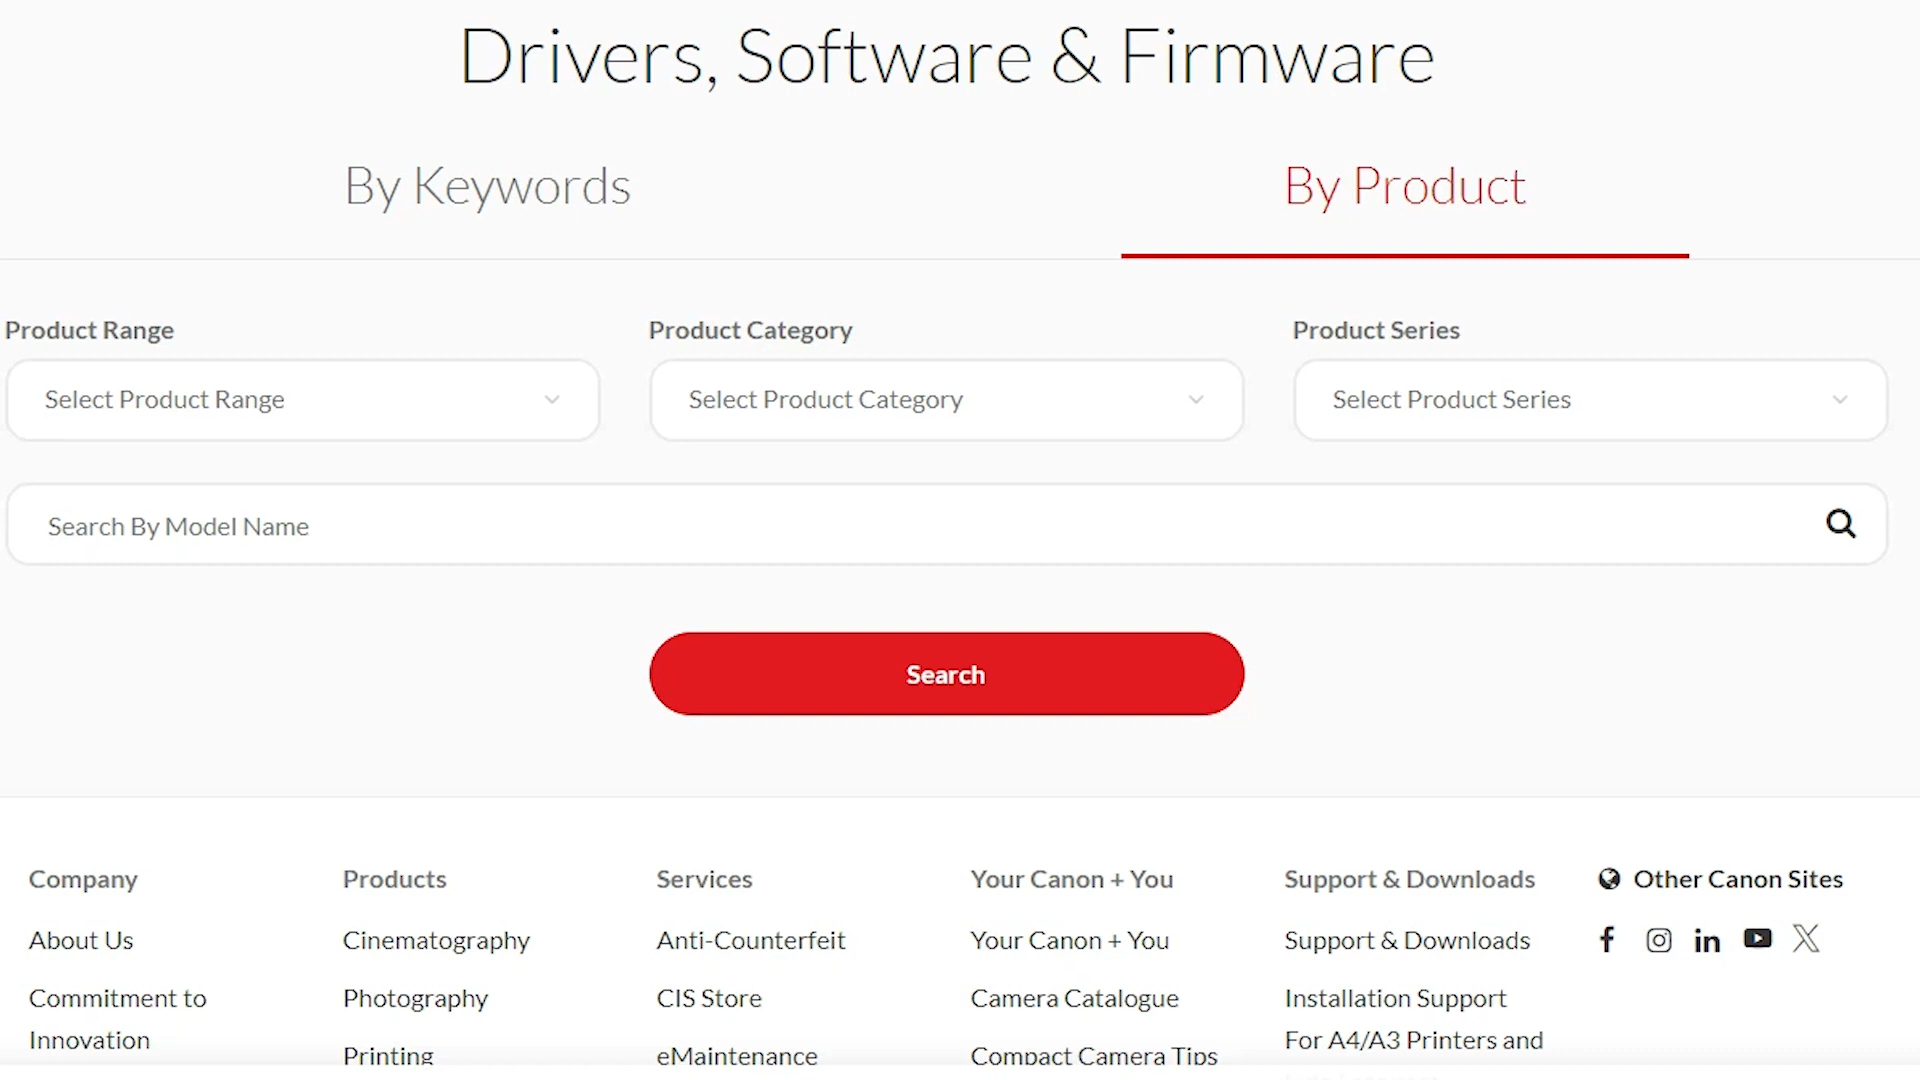 Drivers, Software & Firmware
By Keywords
By Product
Product Range
Product Category
Product Series
Select Product Range
Select Product Category
Select Product Series
Search By Model Name
Search
Company
Products
Services
Your Canon + You
Support & Downloads
Other Canon Sites
About Us
Cinematography
Anti-Counterfeit
Your Canon + You
Support & Downloads
Commitment to
Innovation
Photography
CIS Store
Camera Catalogue
Installation Support
For A4/A3 Printers and
Printing
eMaintenance
Compact Camera Tips